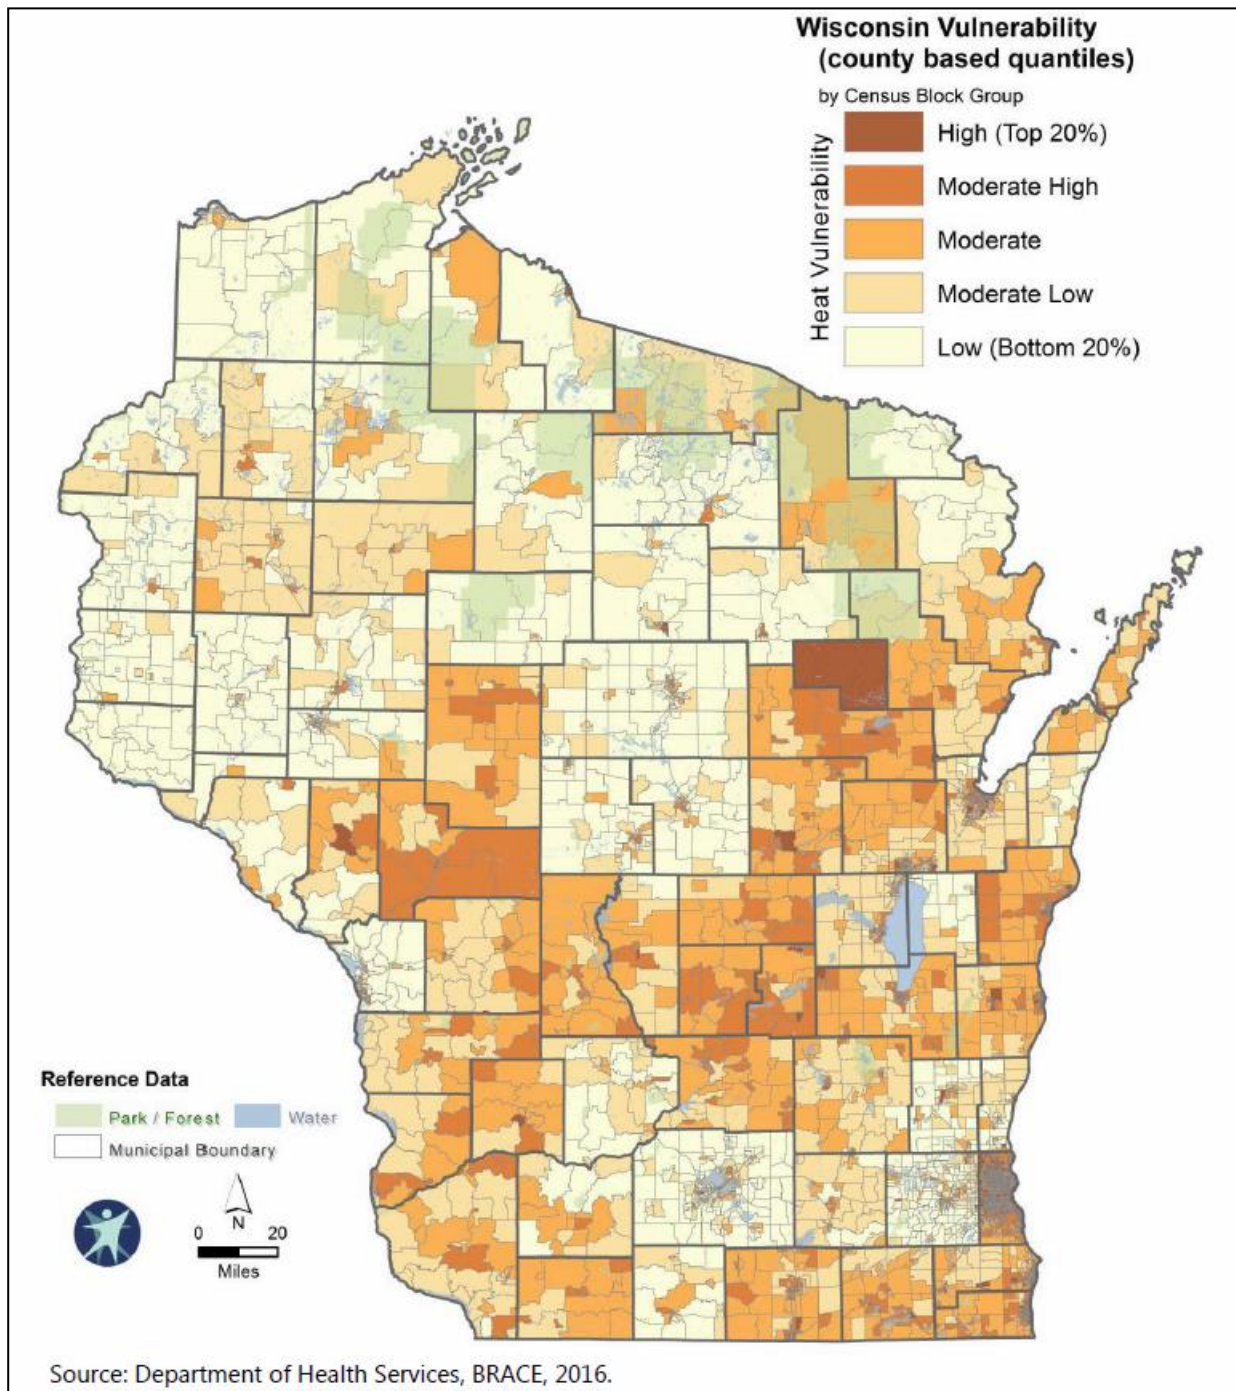 Wisconsin Vulnerability
(county based quantiles)
by Census Block Group
Heat Vulnerability
High (Top 20%)
Moderate High
Moderate
Moderate Low
Low (Bottom 20%)
Reference Data
Park / Forest
Water
Municipal Boundary
N
0 20
Miles
Source: Department of Health Services, BRACE, 2016.